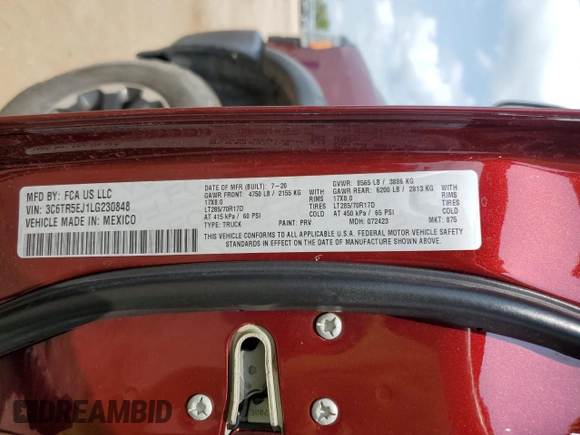 MFD BY: FCA US LLC
VIN: 3C6TR5EJ1LG230848
VEHICLE MADE IN: MEXICO
DATE OF MFR (BUILT): 7-20
GAWR FRONT: 4750 LB / 2155 KG
17X8.0 RIMS
LT285/70R17D TIRES
AT 415 kPa / 60 PSI COLD
TYPE: TRUCK PAINT: PRV
GVWR: 8565 LB / 3886 KG
GAWR REAR: 6200 LB / 2813 KG
17X8.0 RIMS
LT285/70R17D TIRES
AT 450 kPa / 65 PSI COLD
MDH: 072423 MKT: 875
THIS VEHICLE CONFORMS TO ALL APPLICABLE U.S.A. FEDERAL MOTOR VEHICLE
SAFETY STANDARDS IN EFFECT ON THE DATE OF MANUFACTURE SHOWN ABOVE.
DREAMBID